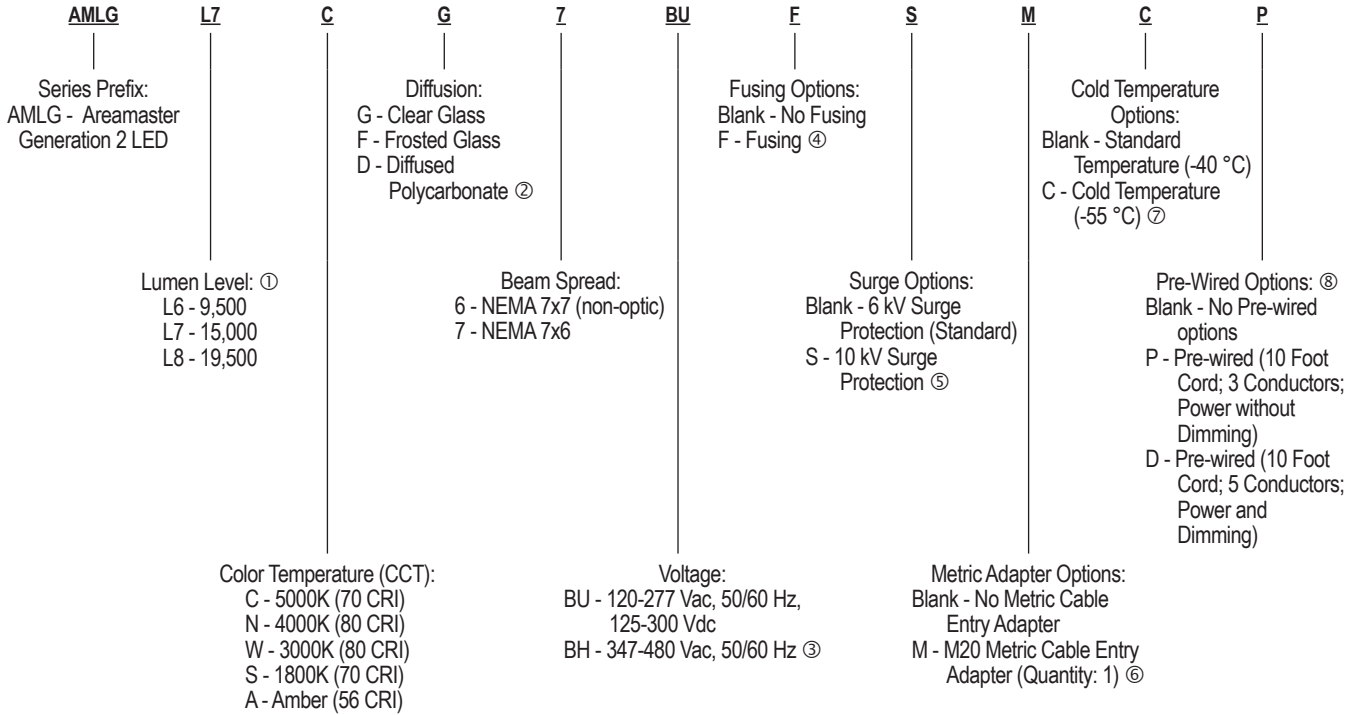 AMLG L7 C G 7 BU F S M C P
Series Prefix:
AMLG - Areamaster
Generation 2 LED
Diffusion:
G - Clear Glass
F - Frosted Glass
D - Diffused
Polycarbonate ②
Fusing Options:
Blank - No Fusing
F - Fusing ④
Cold Temperature
Options:
Blank - Standard
Temperature (-40 °C)
C - Cold Temperature
(-55 °C) ⑦
Lumen Level: ①
L6 - 9,500
L7 - 15,000
L8 - 19,500
Beam Spread:
6 - NEMA 7x7 (non-optic)
7 - NEMA 7x6
Surge Options:
Blank - 6 kV Surge
Protection (Standard)
S - 10 kV Surge
Protection ⑤
Pre-Wired Options: ⑧
Blank - No Pre-wired
options
P - Pre-wired (10 Foot
Cord; 3 Conductors;
Power without
Dimming)
D - Pre-wired (10 Foot
Cord; 5 Conductors;
Power and
Dimming)
Color Temperature (CCT):
C - 5000K (70 CRI)
N - 4000K (80 CRI)
W - 3000K (80 CRI)
S - 1800K (70 CRI)
A - Amber (56 CRI)
Voltage:
BU - 120-277 Vac, 50/60 Hz,
125-300 Vdc
BH - 347-480 Vac, 50/60 Hz ③
Metric Adapter Options:
Blank - No Metric Cable
Entry Adapter
M - M20 Metric Cable Entry
Adapter (Quantity: 1) ⑥